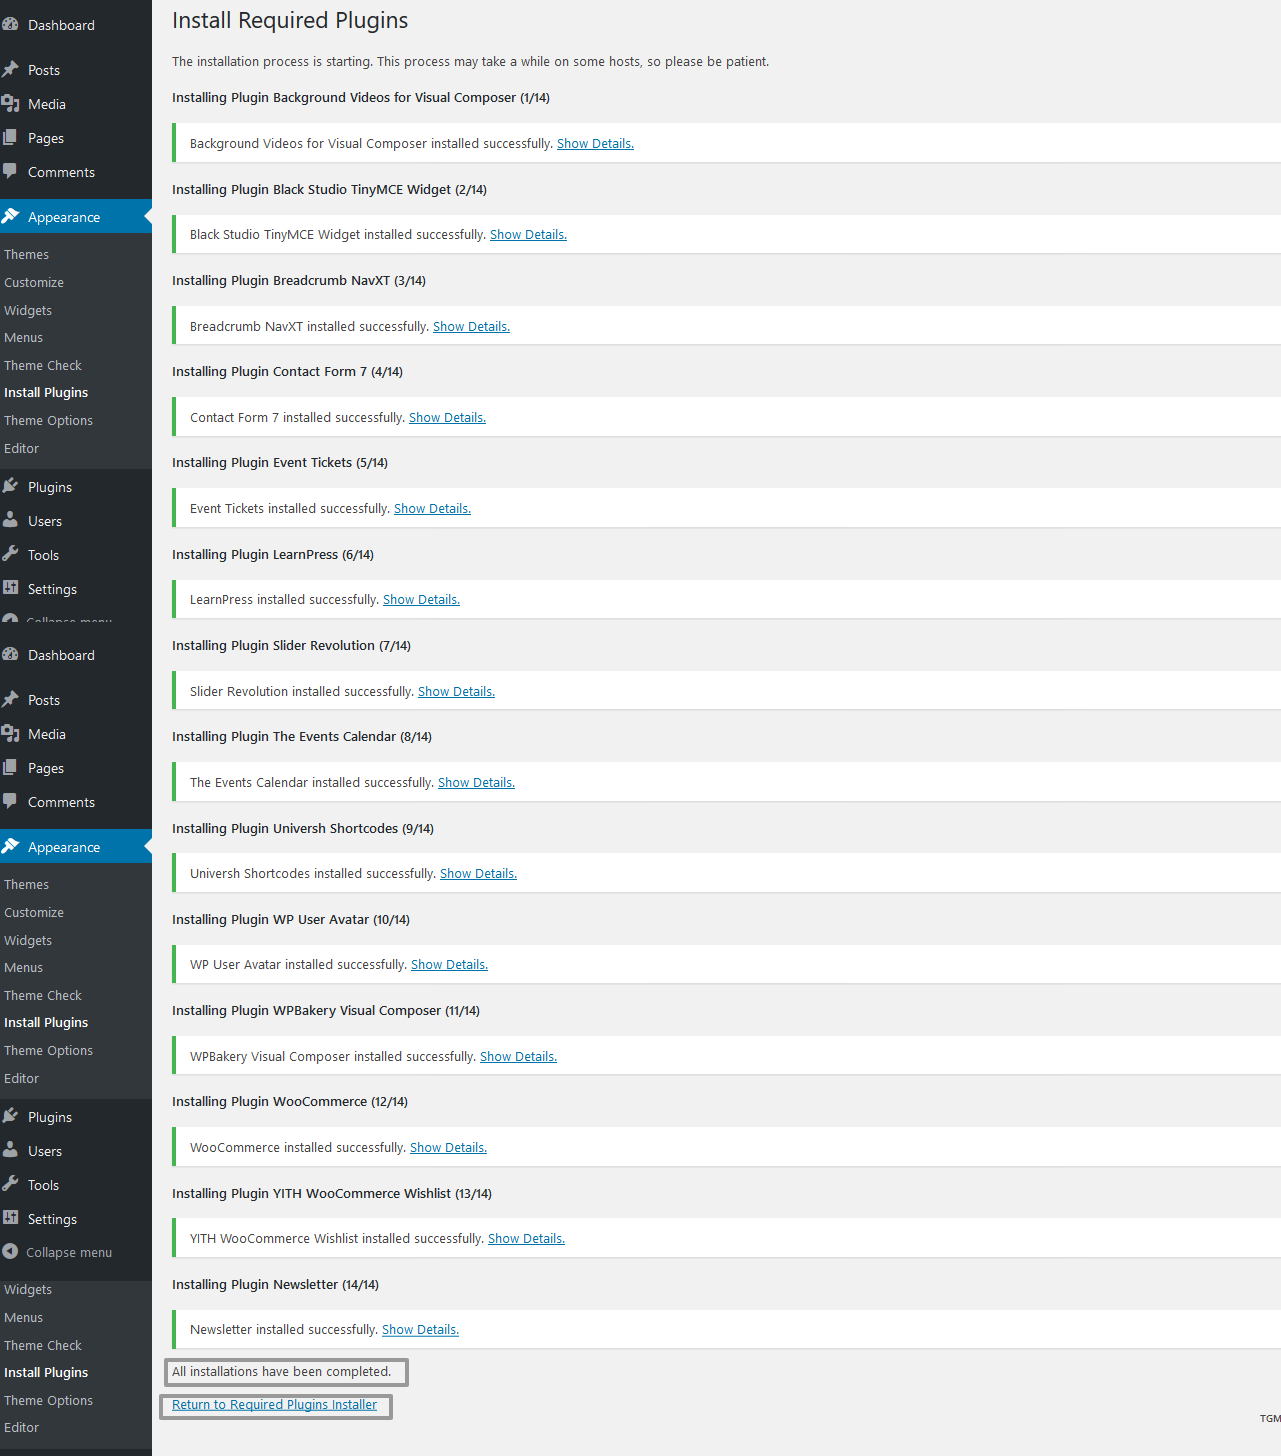 Dashboard
Posts
Media
Pages
Comments
Appearance
Themes
Customize
Widgets
Menus
Theme Check
Install Plugins
Theme Options
Editor
Plugins
Users
Tools
Settings
Collapse menu
Dashboard
Posts
Media
Pages
Comments
Appearance
Themes
Customize
Widgets
Menus
Theme Check
Install Plugins
Theme Options
Editor
Plugins
Users
Tools
Settings
Collapse menu
Widgets
Menus
Theme Check
Install Plugins
Theme Options
Editor
Install Required Plugins
The installation process is starting. This process may take a while on some hosts, so please be patient.
Installing Plugin Background Videos for Visual Composer (1/14)
Background Videos for Visual Composer installed successfully. Show Details.
Installing Plugin Black Studio TinyMCE Widget (2/14)
Black Studio TinyMCE Widget installed successfully. Show Details.
Installing Plugin Breadcrumb NavXT (3/14)
Breadcrumb NavXT installed successfully. Show Details.
Installing Plugin Contact Form 7 (4/14)
Contact Form 7 installed successfully. Show Details.
Installing Plugin Event Tickets (5/14)
Event Tickets installed successfully. Show Details.
Installing Plugin LearnPress (6/14)
LearnPress installed successfully. Show Details.
Installing Plugin Slider Revolution (7/14)
Slider Revolution installed successfully. Show Details.
Installing Plugin The Events Calendar (8/14)
The Events Calendar installed successfully. Show Details.
Installing Plugin Universh Shortcodes (9/14)
Universh Shortcodes installed successfully. Show Details.
Installing Plugin WP User Avatar (10/14)
WP User Avatar installed successfully. Show Details.
Installing Plugin WPBakery Visual Composer (11/14)
WPBakery Visual Composer installed successfully. Show Details.
Installing Plugin WooCommerce (12/14)
WooCommerce installed successfully. Show Details.
Installing Plugin YITH WooCommerce Wishlist (13/14)
YITH WooCommerce Wishlist installed successfully. Show Details.
Installing Plugin Newsletter (14/14)
Newsletter installed successfully. Show Details.
All installations have been completed.
Return to Required Plugins Installer
TGM